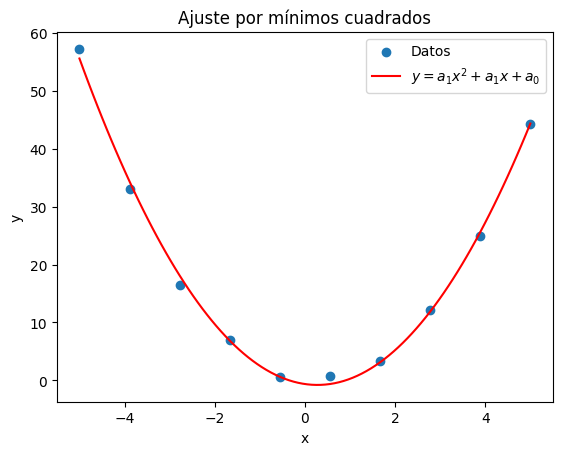 Ajuste por mínimos cuadrados
Datos
y = a₁x² + a₁x + a₀
60
50
40
30
20
10
0
y
−4
−2
0
2
4
x